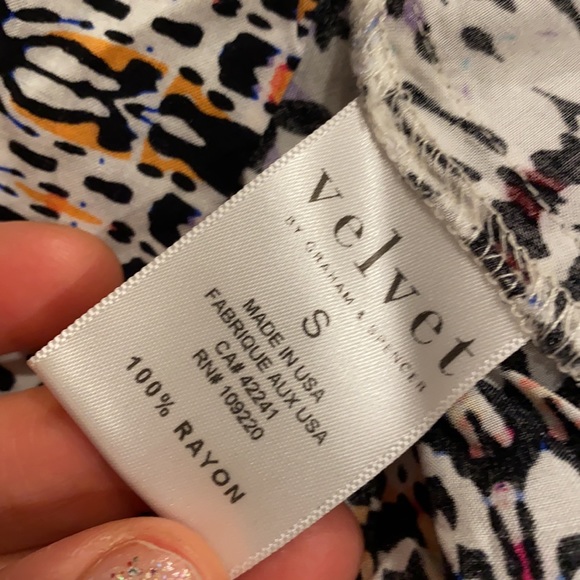 velvet
BY GRAHAM & SPENCER
S
MADE IN USA
FABRIQUE AUX USA
CA# 42241
RN# 109220
100% RAYON